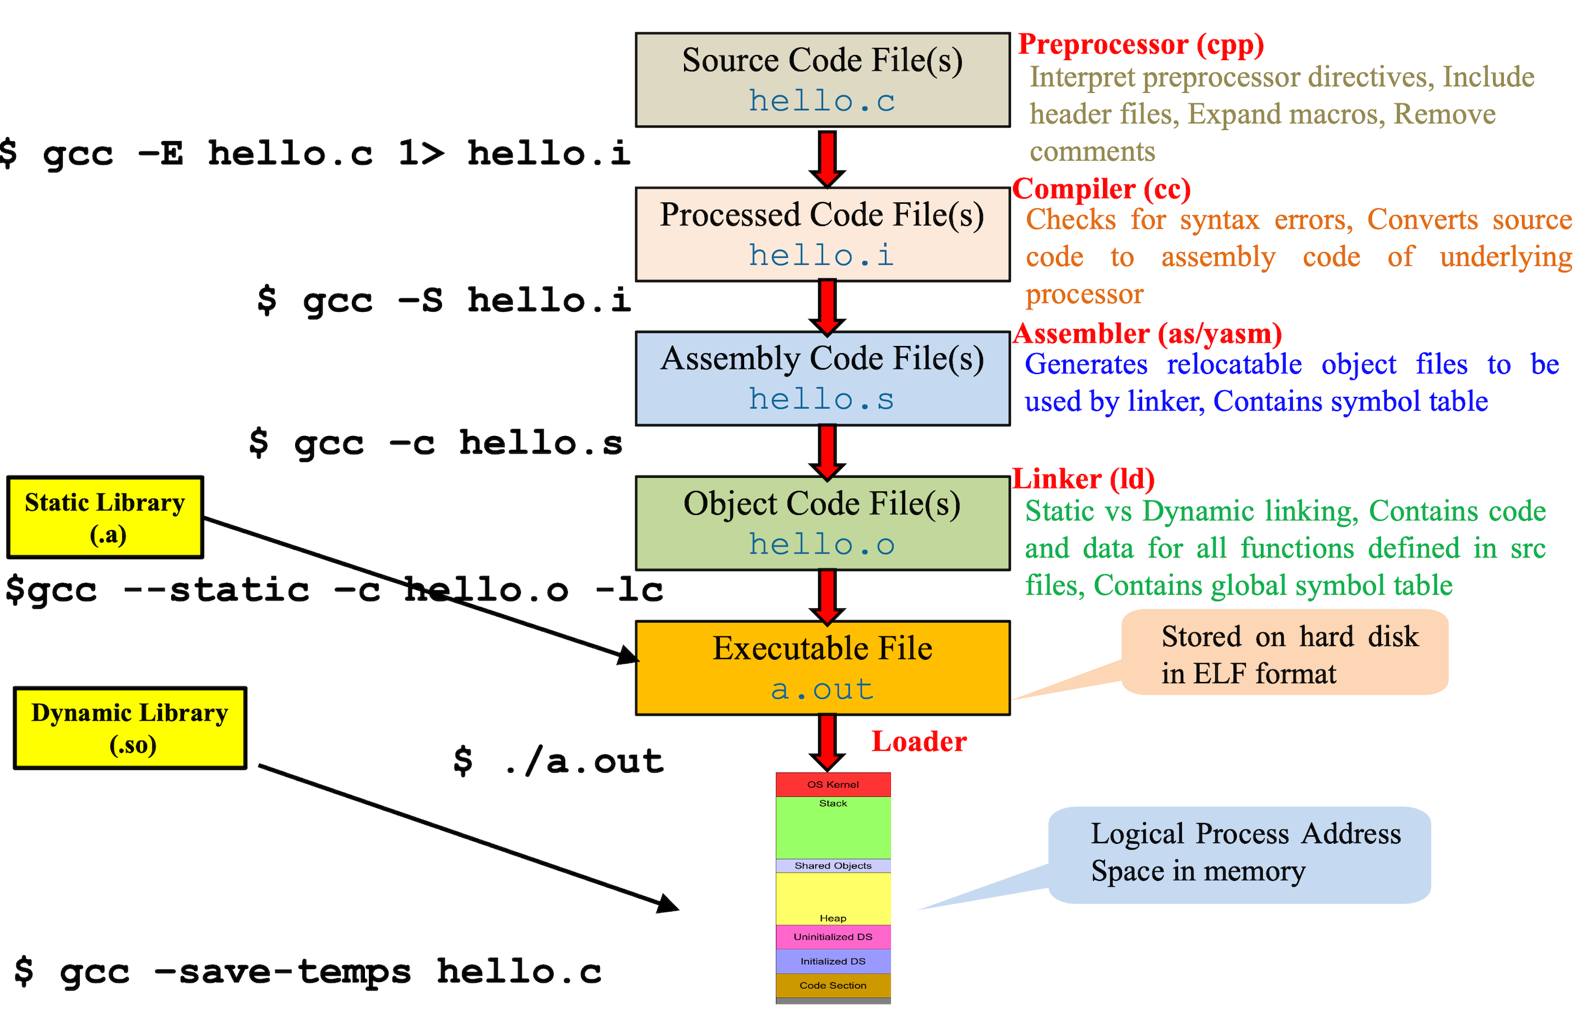 Source Code File(s)
hello.c
Preprocessor (cpp)
Interpret preprocessor directives, Include
header files, Expand macros, Remove
comments
$ gcc –E hello.c 1> hello.i
Processed Code File(s)
hello.i
Compiler (cc)
Checks for syntax errors, Converts source
code to assembly code of underlying
processor
$ gcc –S hello.i
Assembly Code File(s)
hello.s
Assembler (as/yasm)
Generates relocatable object files to be
used by linker, Contains symbol table
$ gcc –c hello.s
Static Library
(.a)
Object Code File(s)
hello.o
Linker (ld)
Static vs Dynamic linking, Contains code
and data for all functions defined in src
files, Contains global symbol table
$gcc --static –c hello.o -lc
Executable File
a.out
Stored on hard disk
in ELF format
Dynamic Library
(.so)
$ ./a.out
Loader
OS Kernel
Stack
Shared Objects
Heap
Uninitialized DS
Initialized DS
Code Section
Logical Process Address
Space in memory
$ gcc –save-temps hello.c